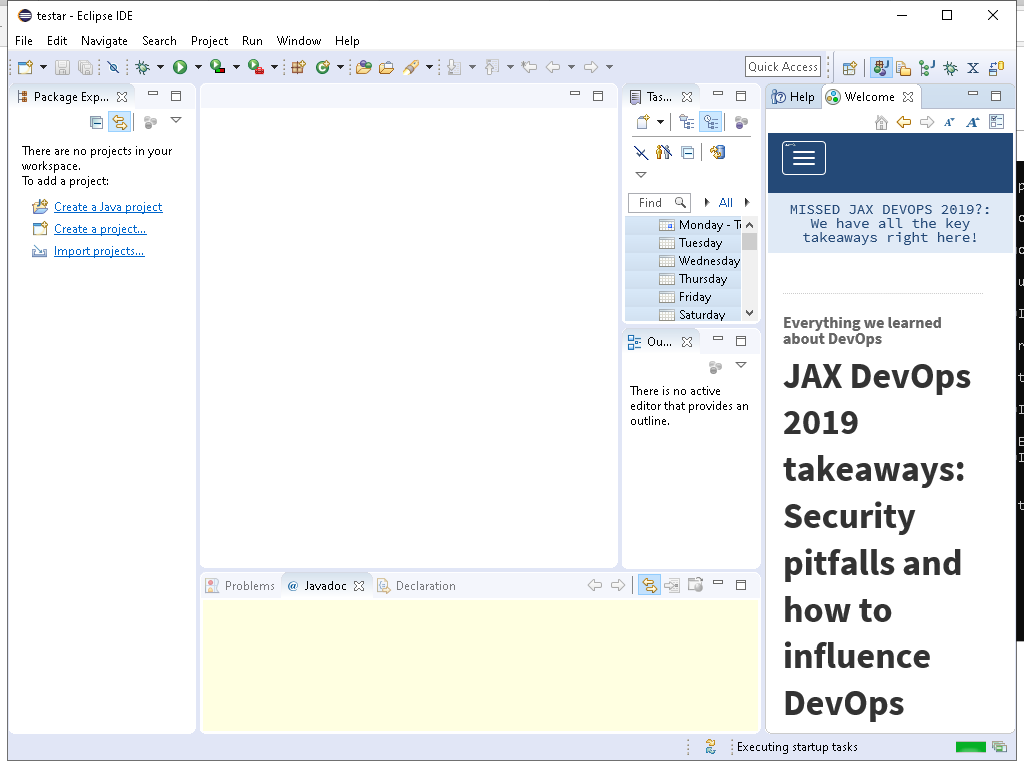 testar - Eclipse IDE
File Edit Navigate Search Project Run Window Help
Quick Access
Package Exp...
There are no projects in your
workspace.
To add a project:
Create a Java project
Create a project...
Import projects...
Tas...
Find
All
Monday - T
Tuesday
Wednesday
Thursday
Friday
Saturday
Ou...
There is no active
editor that provides an
outline.
Help Welcome
MISSED JAX DEVOPS 2019?:
We have all the key
takeaways right here!
Everything we learned
about DevOps
JAX DevOps
2019
takeaways:
Security
pitfalls and
how to
influence
DevOps
Problems @ Javadoc Declaration
Executing startup tasks